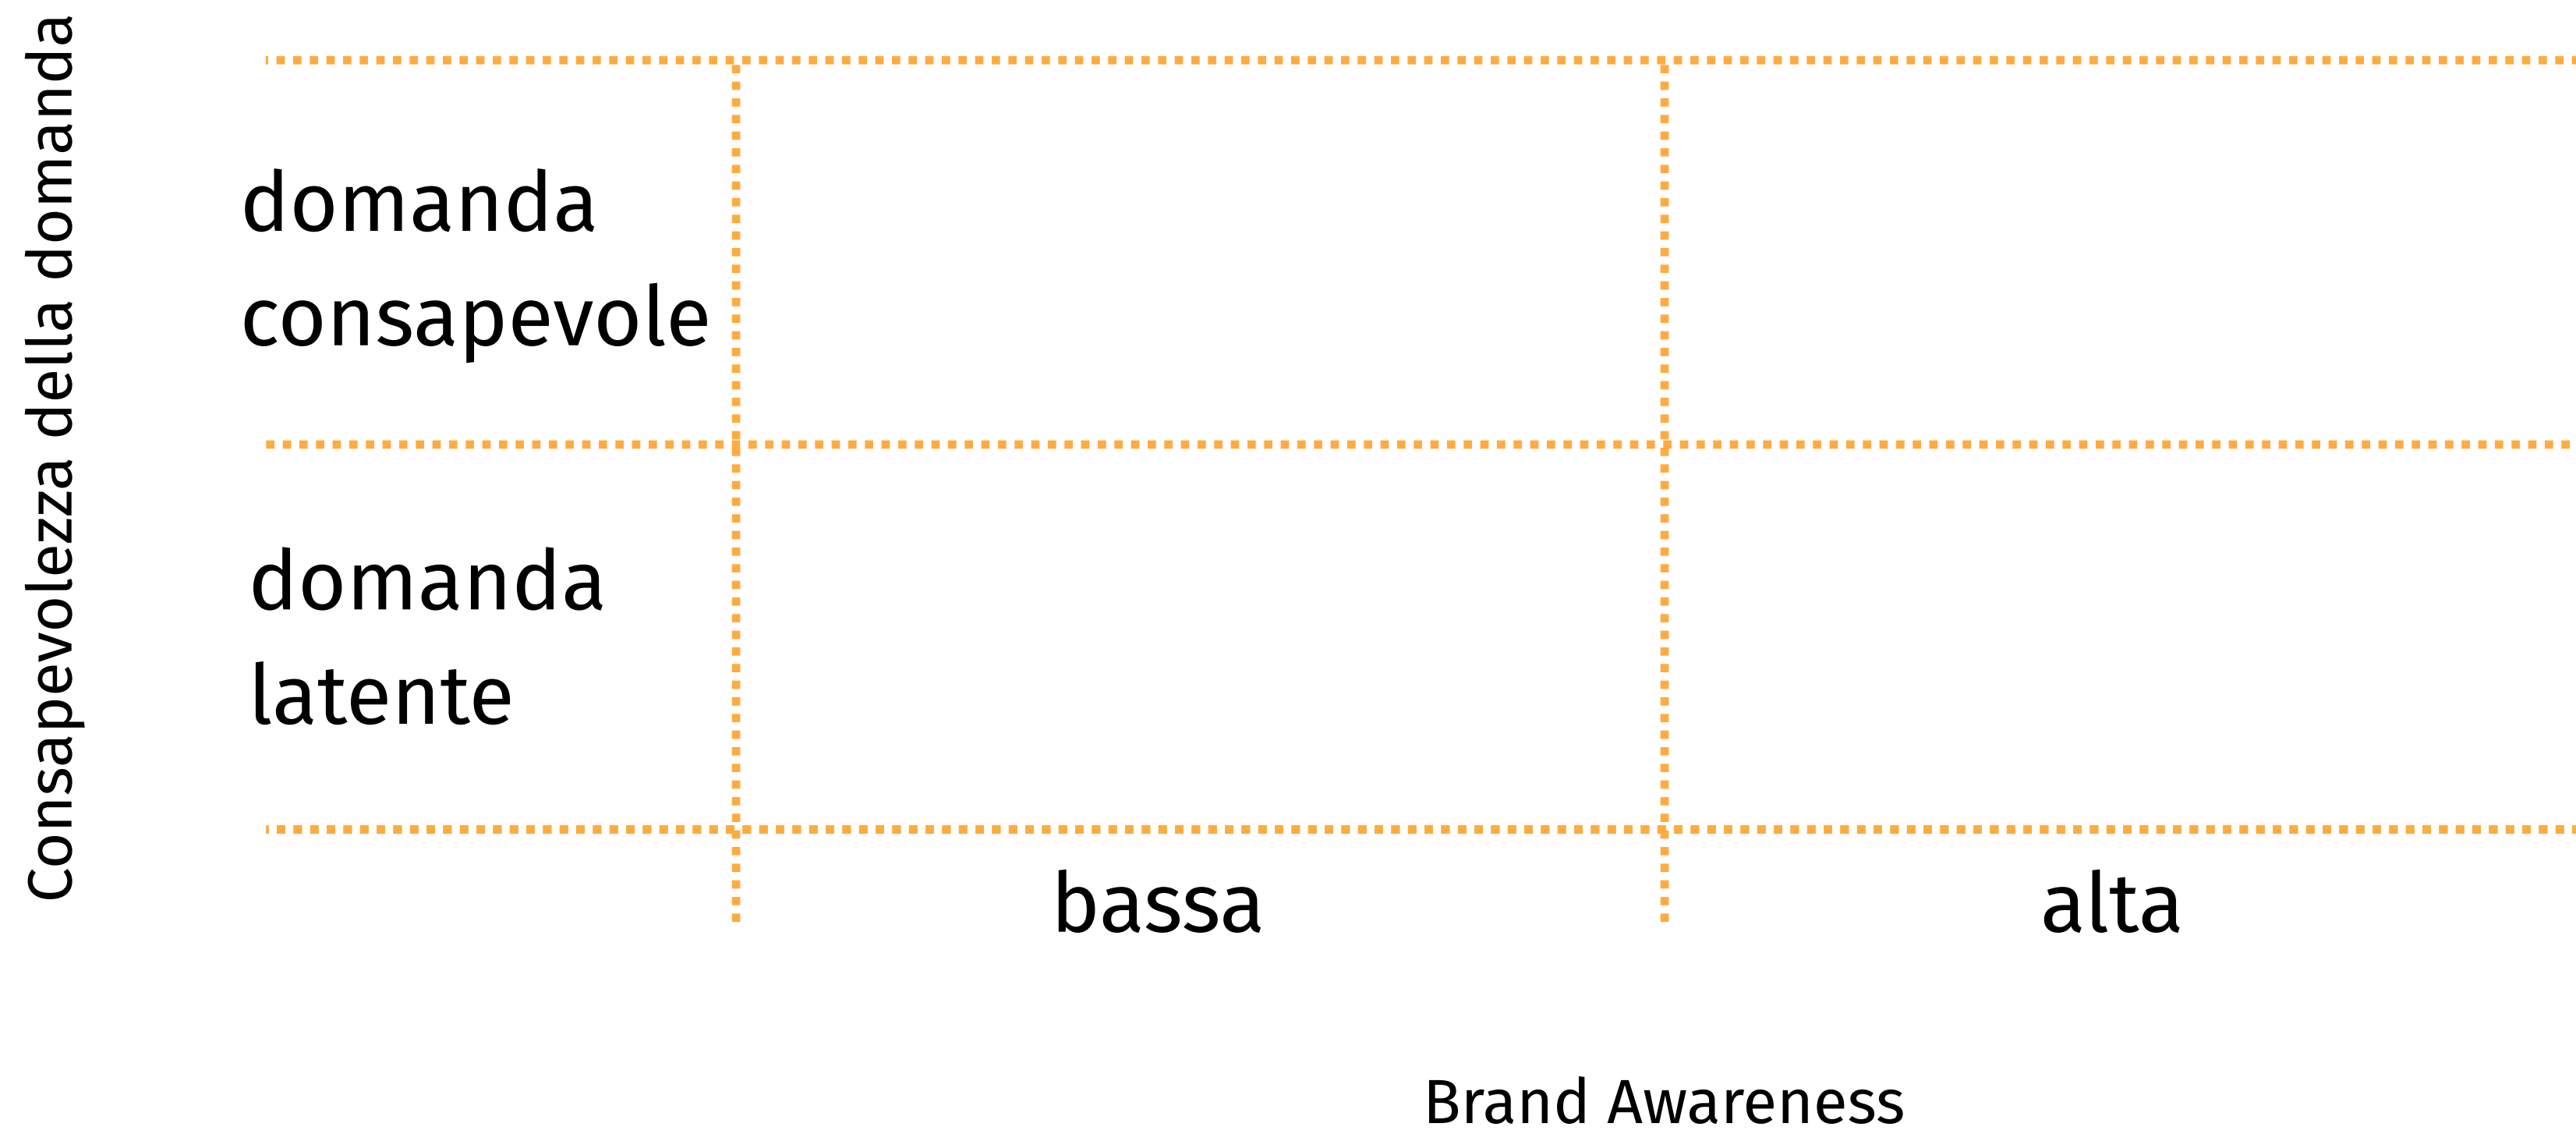 Consapevolezza della domanda
domanda
consapevole
domanda
latente
bassa
alta
Brand Awareness